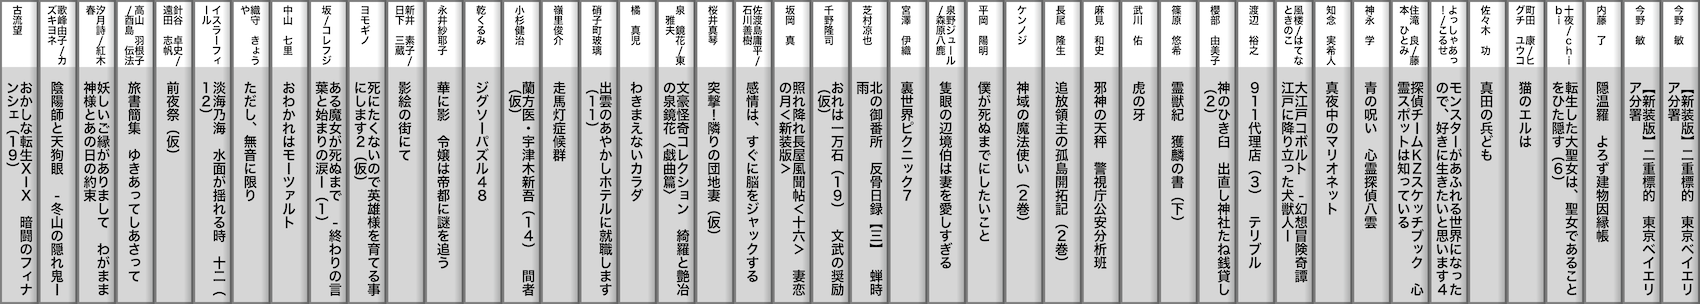 今野　敏
【新装版】二重標的　東京ベイエリ
ア分署
今野　敏
【新装版】二重標的　東京ベイエリ
ア分署
内藤　了
隠温羅　よろず建物因縁帳
十夜/ｃｈｉ
ｂｉ
転生した大聖女は、聖女であること
をひた隠す（６）
町田　康/ヒ
グチ　ユウコ
猫のエルは
佐々木　功
真田の兵ども
よっしゃあっ
！/こるせ
モンスターがあふれる世界になった
ので、好きに生きたいと思います４
住滝　良/藤
本　ひとみ
探偵チームＫＺスケッチブック　心
霊スポットは知っている
神永　学
青の呪い　心霊探偵八雲
知念　実希人
真夜中のマリオネット
風楼/はてな
ときのこ
大江戸コボルト　-幻想冒険奇譚
江戸に降り立った犬獣人ー
渡辺　裕之
９１１代理店（３）　テリブル
櫻部　由美子
神のひき臼　出直し神社たね銭貸し
（２）
篠原　悠希
霊獣紀　獲麟の書（下）
武川　佑
虎の牙
麻見　和史
邪神の天秤　警視庁公安分析班
長尾　隆生
追放領主の孤島開拓記（２巻）
ケンノジ
神域の魔法使い（２巻）
平岡　陽明
僕が死ぬまでにしたいこと
泉野ジュール
/森原八鹿
隻眼の辺境伯は妻を愛しすぎる
宮澤　伊織
裏世界ピクニック７
芝村凉也
北の御番所　反骨日録【三】　蝉時
雨
千野隆司
おれは一万石（１９）　文武の奨励
（仮）
坂岡　真
照れ降れ長屋風聞帖＜十六＞　妻恋
の月＜新装版＞
佐渡島庸平/
石川善樹
感情は、すぐに脳をジャックする
桜井真琴
突撃！隣りの団地妻（仮）
泉　鏡花/東
　雅夫
文豪怪奇コレクション　綺羅と艶冶
の泉鏡花〈戯曲篇〉
橘　真児
わきまえないカラダ
硝子町玻璃
出雲のあやかしホテルに就職します
（１１）
嶺里俊介
走馬灯症候群
小杉健治
蘭方医・宇津木新吾（１４）　間者
（仮）
乾くるみ
ジグソーパズル４８
永井紗耶子
華に影　令嬢は帝都に謎を追う
新井　素子/
日下　三蔵
影絵の街にて
ヨモギノ
死にたくないので英雄様を育てる事
にします２（仮）
坂/コレフジ
ある魔女が死ぬまで　-終わりの言
葉と始まりの涙ー（１）
中山　七里
おわかれはモーツァルト
織守　きょう
や
ただし、無音に限り
イスラーフィ
ール
淡海乃海　水面が揺れる時　十二（
１２）
針谷　卓史/
遠田　志帆
前夜祭（仮）
高山　羽根子
/酉島　伝法
旅書簡集　ゆきあってしあさって
汐月詩/紅木
春
妖しいご縁がありまして　わがまま
神様とあの日の約束
歌峰由子/カ
ズキヨネ
陰陽師と天狗眼　-冬山の隠れ鬼ー
古流望
おかしな転生ＸＩＸ　暗闘のフィナ
ンシェ（１９）